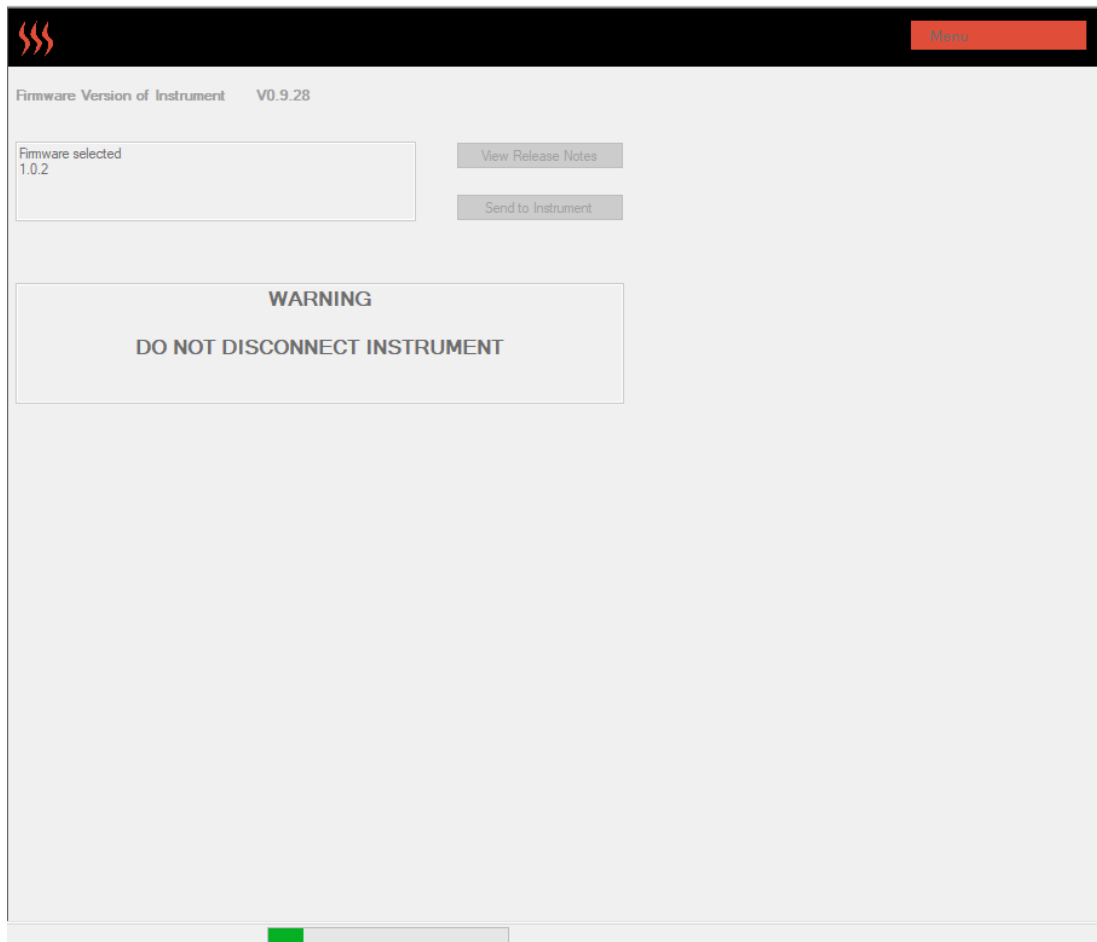 Menu
Firmware Version of Instrument V0.9.28
Firmware selected
1.0.2
View Release Notes
Send to Instrument
WARNING
DO NOT DISCONNECT INSTRUMENT